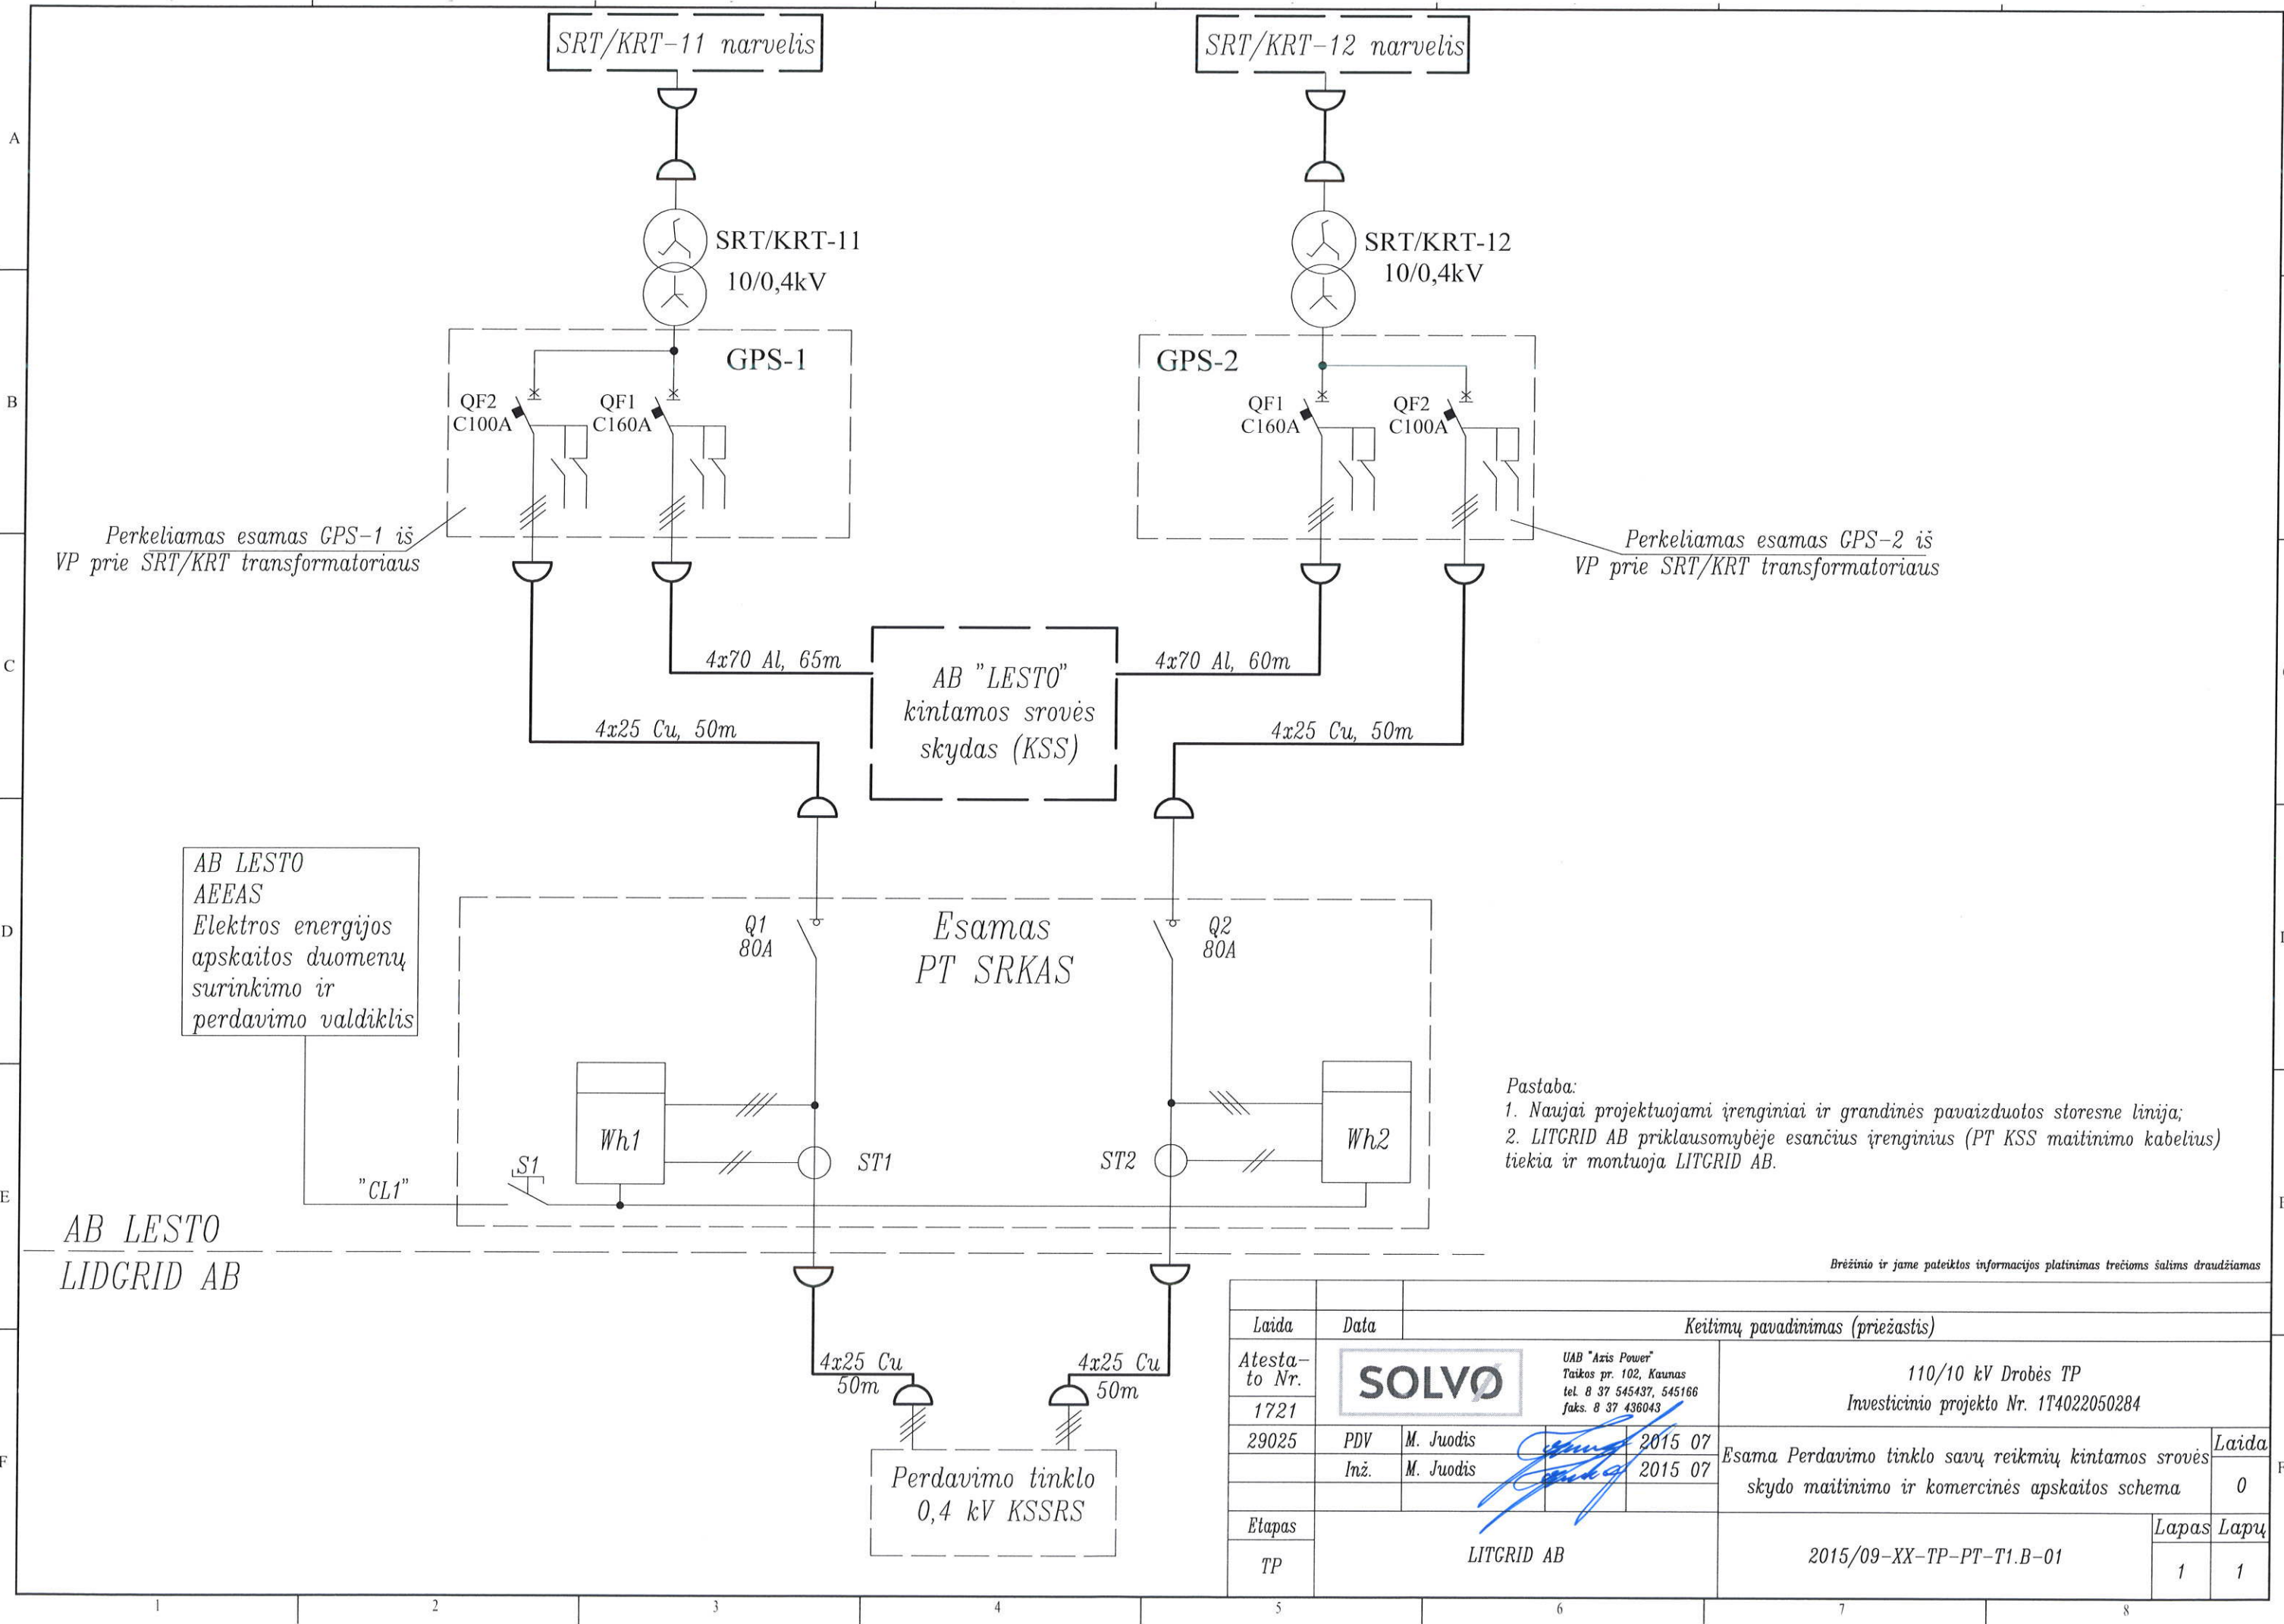 SRT/KRT-11 narvelis
SRT/KRT-12 narvelis
SRT/KRT-11
10/0,4kV
SRT/KRT-12
10/0,4kV
GPS-1
QF2
C100A
QF1
C160A
GPS-2
QF1
C160A
QF2
C100A
Perkeliamas esamas GPS-1 iš
VP prie SRT/KRT transformatoriaus
Perkeliamas esamas GPS-2 iš
VP prie SRT/KRT transformatoriaus
4x70 Al, 65m
4x70 Al, 60m
AB "LESTO"
kintamos srovės
skydas (KSS)
4x25 Cu, 50m
4x25 Cu, 50m
AB LESTO
AEEAS
Elektros energijos
apskaitos duomenų
surinkimo ir
perdavimo valdiklis
Q1
80A
Esamas
PT SRKAS
Q2
80A
Wh1
Wh2
ST1
ST2
S1
"CL1"
Pastaba:
1. Naujai projektuojami įrenginiai ir grandinės pavaizduotos storesne linija;
2. LITGRID AB priklausomybėje esančius įrenginius (PT KSS maitinimo kabelius)
tiekia ir montuoja LITGRID AB.
AB LESTO
LIDGRID AB
4x25 Cu
50m
4x25 Cu
50m
Perdavimo tinklo
0,4 kV KSSRS
Brėžinio ir jame pateiktos informacijos platinimas trečioms šalims draudžiamas
Laida
Data
Keitimų pavadinimas (priežastis)
Atesta-
to Nr.
1721
SOLVO
UAB "Axis Power"
Taikos pr. 102, Kaunas
tel. 8 37 545437, 545166
faks. 8 37 436043
110/10 kV Drobės TP
Investicinio projekto Nr. 1T4022050284
29025
PDV
M. Juodis
2015 07
Inž.
M. Juodis
2015 07
Esama Perdavimo tinklo savų reikmių kintamos srovės
skydo maitinimo ir komercinės apskaitos schema
Laida
0
Etapas
TP
LITGRID AB
2015/09-XX-TP-PT-T1.B-01
Lapas
1
Lapų
1
A
B
C
D
E
F
1
2
3
4
5
6
7
8